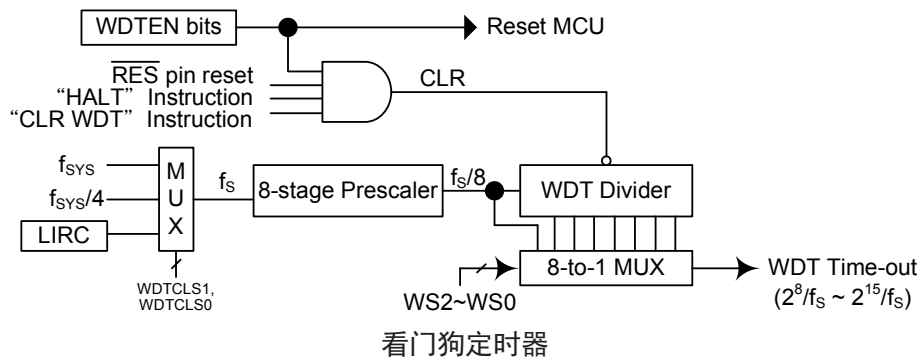 WDTEN bits
Reset MCU
RES pin reset
“HALT” Instruction
“CLR WDT” Instruction
CLR
fSYS
fSYS/4
LIRC
M
U
X
fS
8-stage Prescaler
fS/8
WDT Divider
WDTCLS1,
WDTCLS0
WS2~WS0
8-to-1 MUX
WDT Time-out
(2^8/fS ~ 2^15/fS)
看门狗定时器